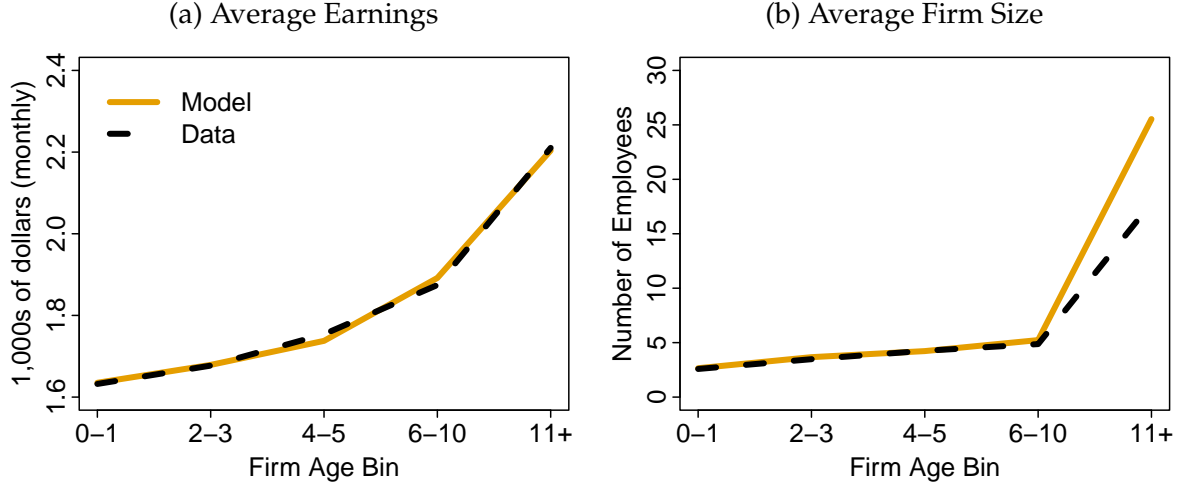 (a) Average Earnings
1,000s of dollars (monthly)
2.4
2.2
2.0
1.8
1.6
Model
Data
0–1
2–3
4–5
6–10
11+
Firm Age Bin
(b) Average Firm Size
Number of Employees
30
25
20
15
10
5
0
0–1
2–3
4–5
6–10
11+
Firm Age Bin